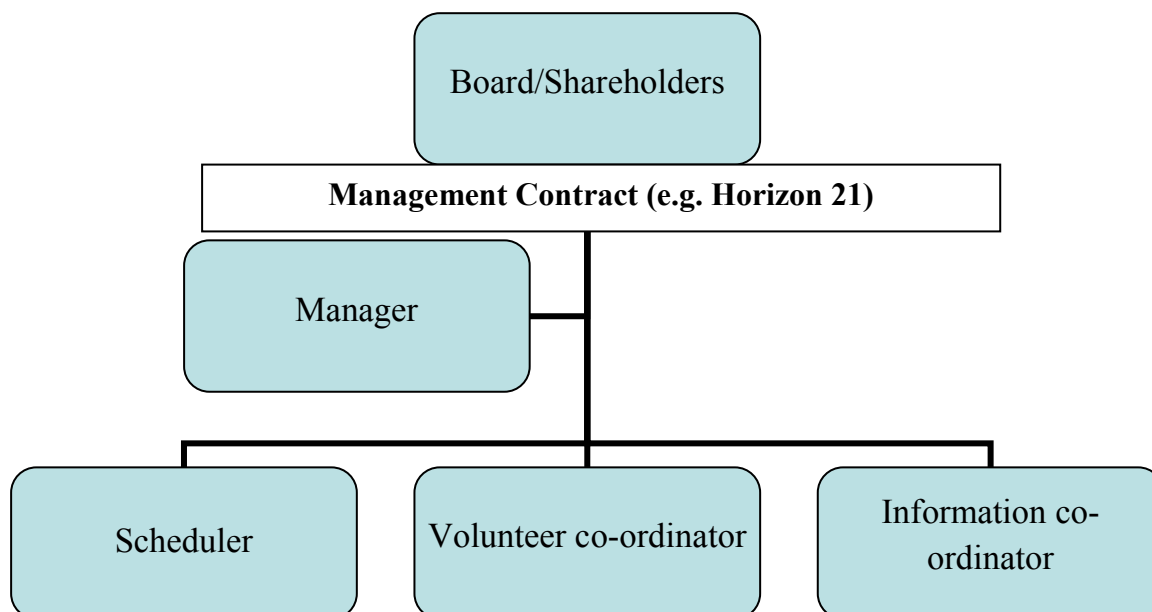 Board/Shareholders
Management Contract (e.g. Horizon 21)
Manager
Scheduler
Volunteer co-ordinator
Information co-
ordinator